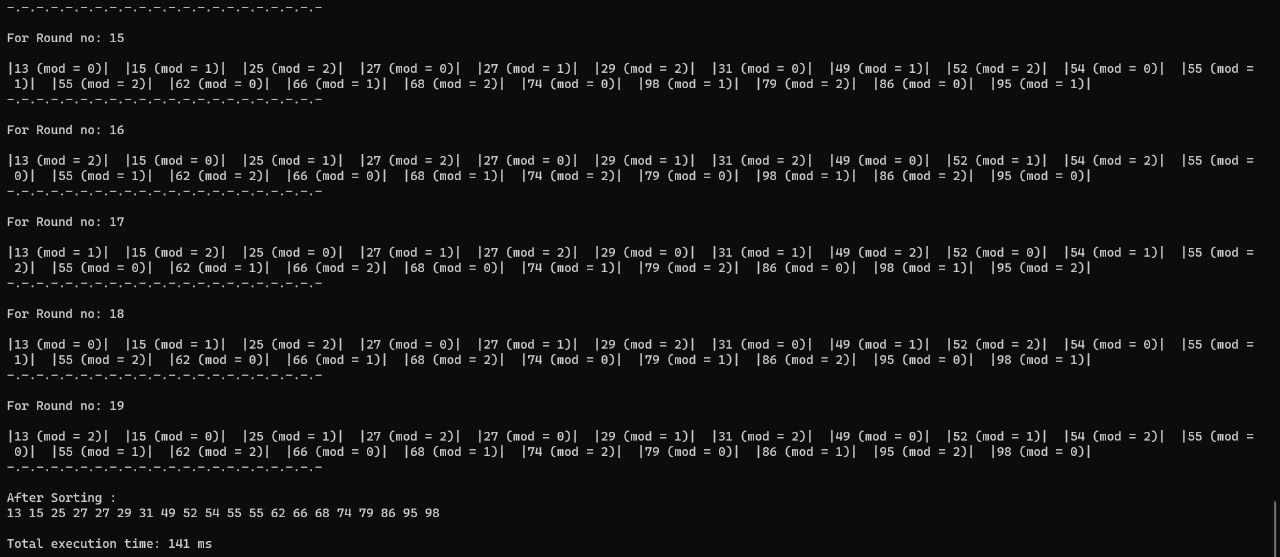 -.-.-.-.-.-.-.-.-.-.-.-.-.-.-.-.-.-.-.-.-.-
For Round no: 15
|13 (mod = 0)|  |15 (mod = 1)|  |25 (mod = 2)|  |27 (mod = 0)|  |27 (mod = 1)|  |29 (mod = 2)|  |31 (mod = 0)|  |49 (mod = 1)|  |52 (mod = 2)|  |54 (mod = 0)|  |55 (mod =
 1)|  |55 (mod = 2)|  |62 (mod = 0)|  |66 (mod = 1)|  |68 (mod = 2)|  |74 (mod = 0)|  |98 (mod = 1)|  |79 (mod = 2)|  |86 (mod = 0)|  |95 (mod = 1)|
-.-.-.-.-.-.-.-.-.-.-.-.-.-.-.-.-.-.-.-.-.-
For Round no: 16
|13 (mod = 2)|  |15 (mod = 0)|  |25 (mod = 1)|  |27 (mod = 2)|  |27 (mod = 0)|  |29 (mod = 1)|  |31 (mod = 2)|  |49 (mod = 0)|  |52 (mod = 1)|  |54 (mod = 2)|  |55 (mod =
 0)|  |55 (mod = 1)|  |62 (mod = 2)|  |66 (mod = 0)|  |68 (mod = 1)|  |74 (mod = 2)|  |79 (mod = 0)|  |98 (mod = 1)|  |86 (mod = 2)|  |95 (mod = 0)|
-.-.-.-.-.-.-.-.-.-.-.-.-.-.-.-.-.-.-.-.-.-
For Round no: 17
|13 (mod = 1)|  |15 (mod = 2)|  |25 (mod = 0)|  |27 (mod = 1)|  |27 (mod = 2)|  |29 (mod = 0)|  |31 (mod = 1)|  |49 (mod = 2)|  |52 (mod = 0)|  |54 (mod = 1)|  |55 (mod =
 2)|  |55 (mod = 0)|  |62 (mod = 1)|  |66 (mod = 2)|  |68 (mod = 0)|  |74 (mod = 1)|  |79 (mod = 2)|  |86 (mod = 0)|  |98 (mod = 1)|  |95 (mod = 2)|
-.-.-.-.-.-.-.-.-.-.-.-.-.-.-.-.-.-.-.-.-.-
For Round no: 18
|13 (mod = 0)|  |15 (mod = 1)|  |25 (mod = 2)|  |27 (mod = 0)|  |27 (mod = 1)|  |29 (mod = 2)|  |31 (mod = 0)|  |49 (mod = 1)|  |52 (mod = 2)|  |54 (mod = 0)|  |55 (mod =
 1)|  |55 (mod = 2)|  |62 (mod = 0)|  |66 (mod = 1)|  |68 (mod = 2)|  |74 (mod = 0)|  |79 (mod = 1)|  |86 (mod = 2)|  |95 (mod = 0)|  |98 (mod = 1)|
-.-.-.-.-.-.-.-.-.-.-.-.-.-.-.-.-.-.-.-.-.-
For Round no: 19
|13 (mod = 2)|  |15 (mod = 0)|  |25 (mod = 1)|  |27 (mod = 2)|  |27 (mod = 0)|  |29 (mod = 1)|  |31 (mod = 2)|  |49 (mod = 0)|  |52 (mod = 1)|  |54 (mod = 2)|  |55 (mod =
 0)|  |55 (mod = 1)|  |62 (mod = 2)|  |66 (mod = 0)|  |68 (mod = 1)|  |74 (mod = 2)|  |79 (mod = 0)|  |86 (mod = 1)|  |95 (mod = 2)|  |98 (mod = 0)|
-.-.-.-.-.-.-.-.-.-.-.-.-.-.-.-.-.-.-.-.-.-
After Sorting :
13 15 25 27 27 29 31 49 52 54 55 55 62 66 68 74 79 86 95 98
Total execution time: 141 ms